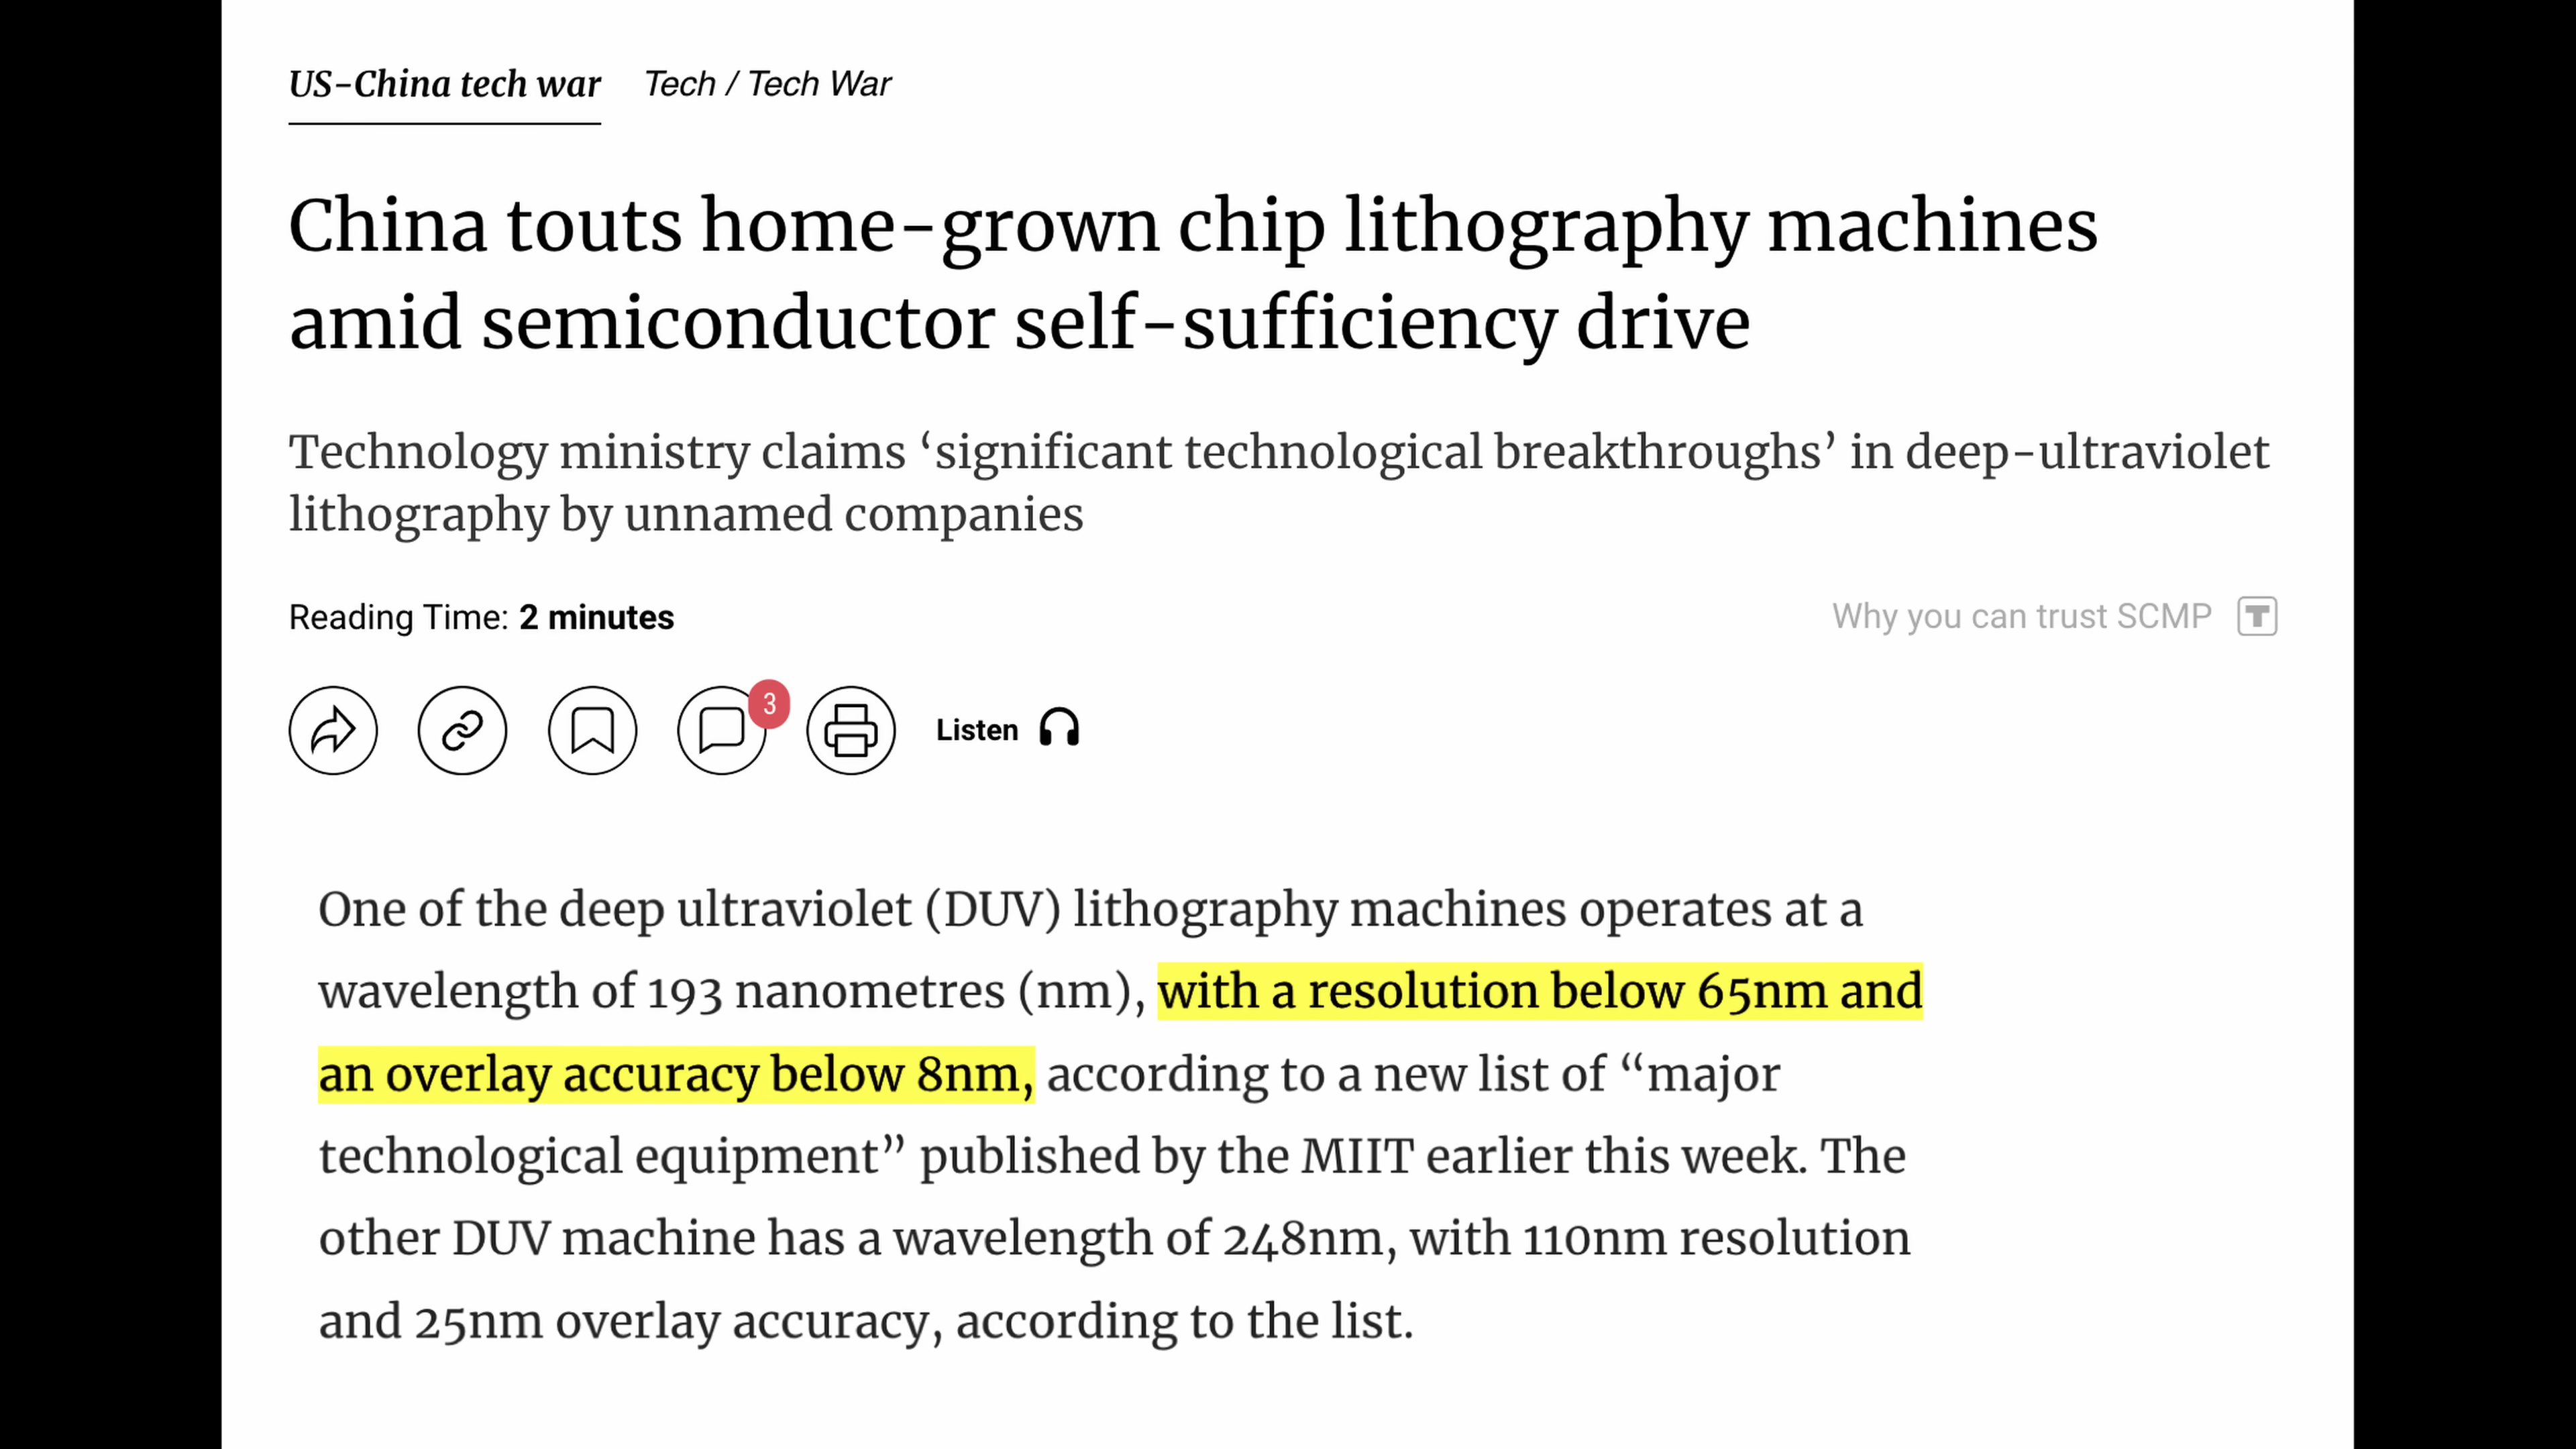 US-China tech war Tech / Tech War
China touts home-grown chip lithography machines
amid semiconductor self-sufficiency drive
Technology ministry claims ‘significant technological breakthroughs’ in deep-ultraviolet
lithography by unnamed companies
Reading Time: 2 minutes
Why you can trust SCMP T
3
Listen
One of the deep ultraviolet (DUV) lithography machines operates at a
wavelength of 193 nanometres (nm), with a resolution below 65nm and
an overlay accuracy below 8nm, according to a new list of “major
technological equipment” published by the MIIT earlier this week. The
other DUV machine has a wavelength of 248nm, with 110nm resolution
and 25nm overlay accuracy, according to the list.